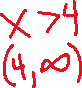 x > 4
(4, ∞)